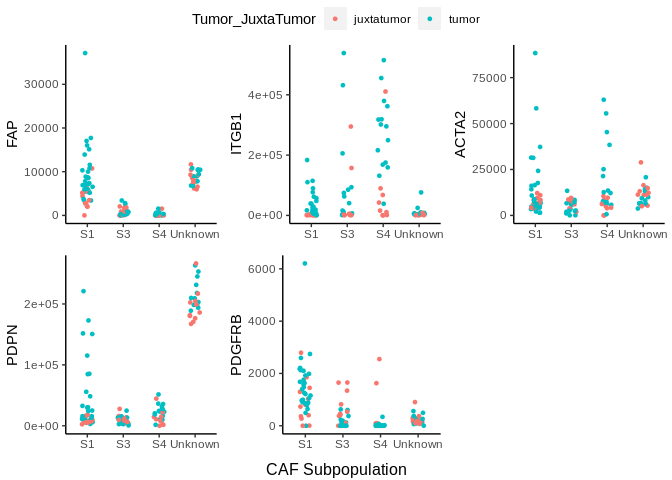 Tumor_JuxtaTumor juxtatumor tumor
FAP
30000
20000
10000
0
S1 S3 S4 Unknown
ITGB1
4e+05
2e+05
0e+00
S1 S3 S4 Unknown
ACTA2
75000
50000
25000
0
S1 S3 S4 Unknown
PDPN
2e+05
1e+05
0e+00
S1 S3 S4 Unknown
PDGFRB
6000
4000
2000
0
S1 S3 S4 Unknown
CAF Subpopulation